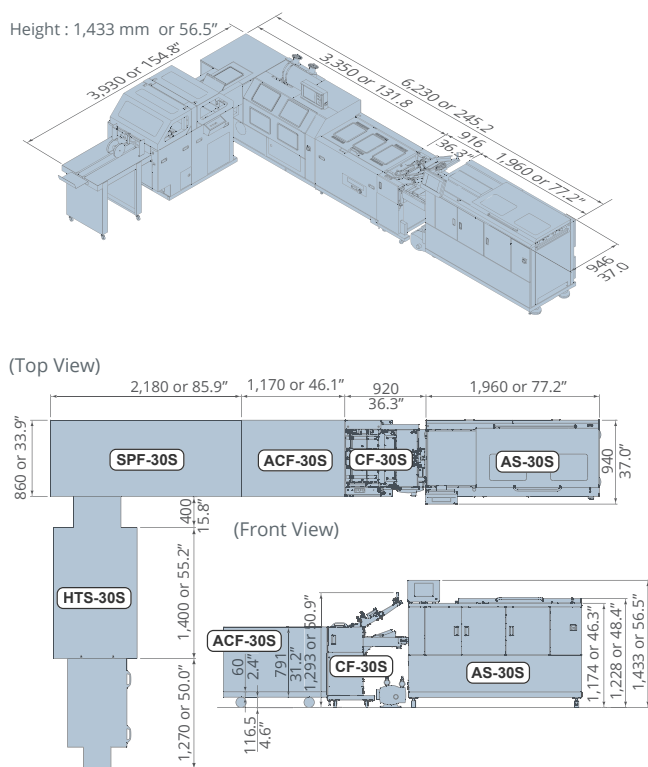 Height : 1,433 mm  or 56.5”
3,930 or 154.8”
3,350 or 131.8
6,230 or 245.2
916
36.3”
1,960 or 77.2”
946
37.0
(Top View)
2,180 or 85.9”
1,170 or 46.1”
920
36.3”
1,960 or 77.2”
860 or 33.9”
SPF-30S
ACF-30S
CF-30S
AS-30S
940
37.0”
400
15.8”
(Front View)
HTS-30S
1,400 or 55.2”
1,270 or 50.0”
ACF-30S
60
2.4”
791
31.2”
1,293 or 50.9”
CF-30S
AS-30S
116.5
4.6”
1,174 or 46.3”
1,228 or 48.4”
1,433 or 56.5”